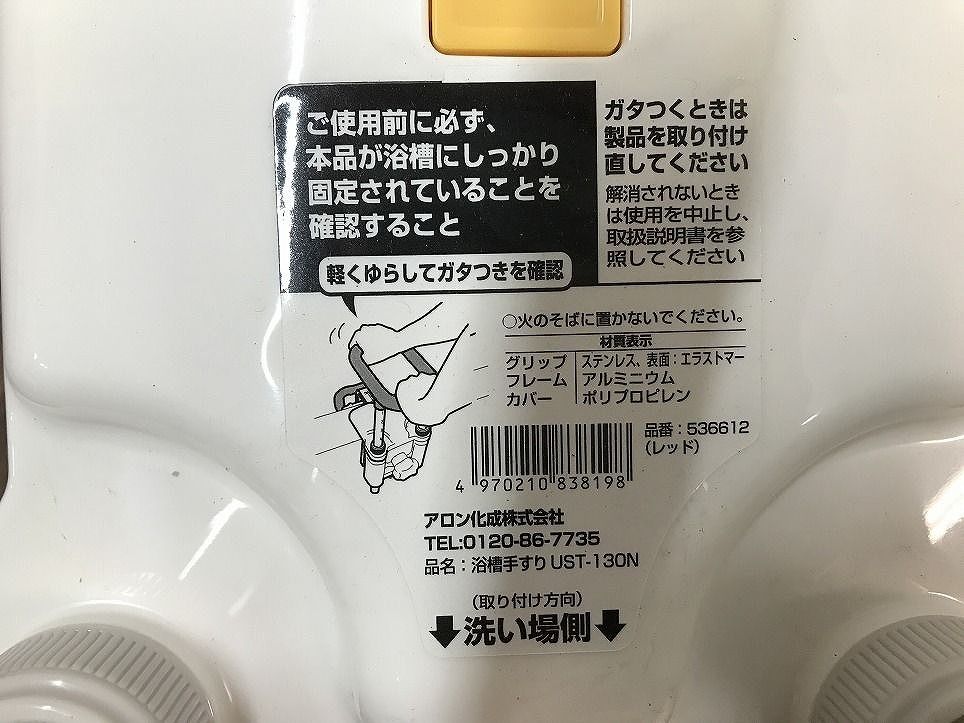 ご使用前に必ず、
本品が浴槽にしっかり
固定されていることを
確認すること
軽くゆらしてガタつきを確認
ガタつくときは
製品を取り付け
直してください
解消されないとき
は使用を中止し、
取扱説明書を参
照してください
○火のそばに置かないでください。
材質表示
グリップ ステンレス、表面：エラストマー
フレーム アルミニウム
カバー ポリプロピレン
品番：536612
（レッド）
4 970210 838198
アロン化成株式会社
TEL:0120-86-7735
品名：浴槽手すり UST-130N
（取り付け方向）
↓洗い場側↓